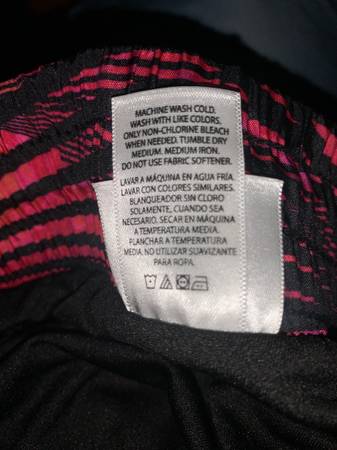 MACHINE WASH COLD.
WASH WITH LIKE COLORS.
ONLY NON-CHLORINE BLEACH
WHEN NEEDED. TUMBLE DRY
MEDIUM. MEDIUM IRON.
DO NOT USE FABRIC SOFTENER.
LAVAR A MÁQUINA EN AGUA FRÍA.
LAVAR CON COLORES SIMILARES.
BLANQUEADOR SIN CLORO
SOLAMENTE, CUANDO SEA
NECESARIO. SECAR EN MÁQUINA
A TEMPERATURA MEDIA.
PLANCHAR A TEMPERATURA
MEDIA. NO UTILIZAR SUAVIZANTE
PARA ROPA.